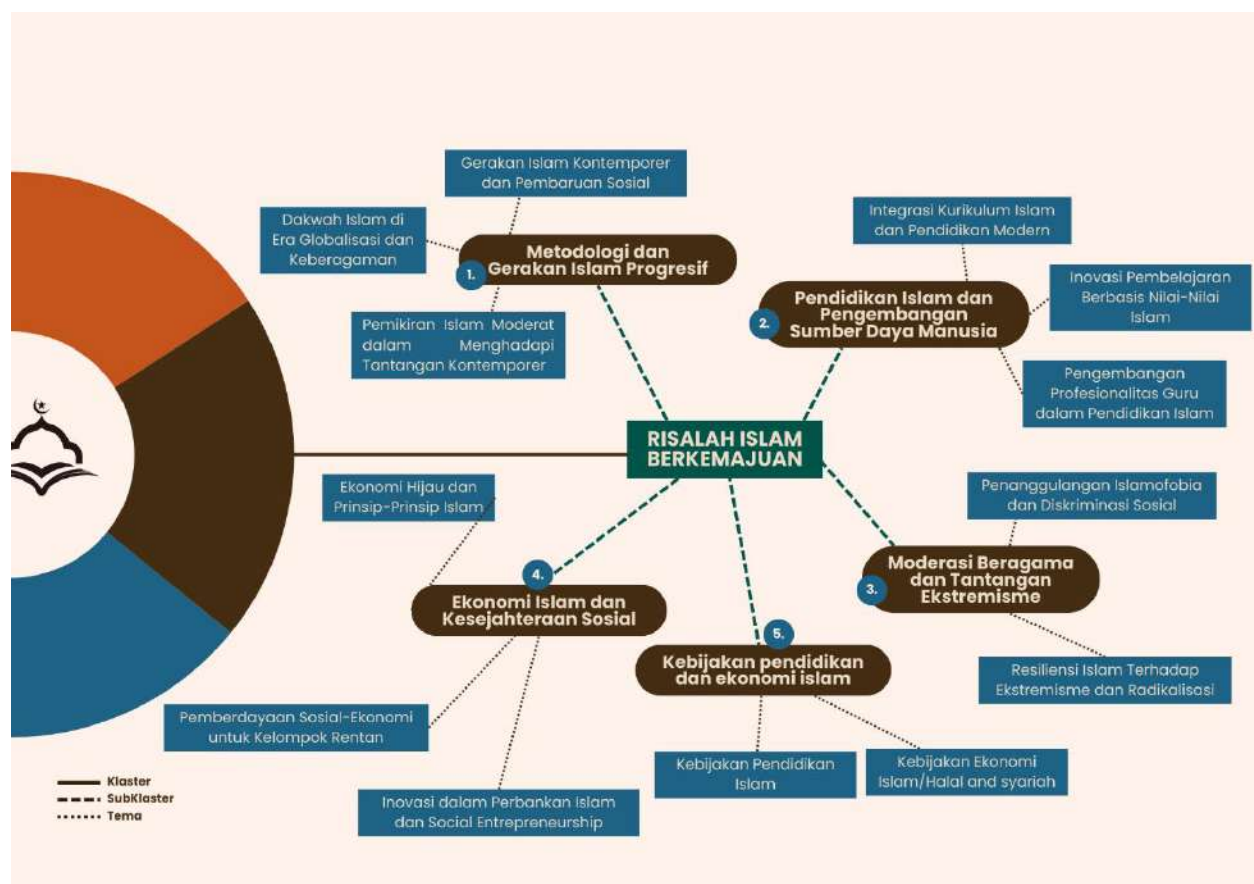 Gerakan Islam Kontemporer
dan Pembaruan Sosial
Dakwah Islam di
Era Globalisasi dan
Keberagaman
1.
Metodologi dan
Gerakan Islam Progresif
Pemikiran Islam Moderat
dalam Menghadapi
Tantangan Kontemporer
Integrasi Kurikulum Islam
dan Pendidikan Modern
2.
Pendidikan Islam dan
Pengembangan
Sumber Daya Manusia
Inovasi Pembelajaran
Berbasis Nilai-Nilai
Islam
Pengembangan
Profesionalitas Guru
dalam Pendidikan Islam
RISALAH ISLAM
BERKEMAJUAN
Penanggulangan Islamofobia
dan Diskriminasi Sosial
3.
Moderasi Beragama
dan Tantangan
Ekstremisme
Resiliensi Islam Terhadap
Ekstremisme dan Radikalisasi
Ekonomi Hijau dan
Prinsip-Prinsip Islam
4.
Ekonomi Islam dan
Kesejahteraan Sosial
Pemberdayaan Sosial-Ekonomi
untuk Kelompok Rentan
Inovasi dalam Perbankan Islam
dan Social Entrepreneurship
5.
Kebijakan pendidikan
dan ekonomi islam
Kebijakan Pendidikan
Islam
Kebijakan Ekonomi
Islam/Halal and syariah
Klaster
SubKlaster
Tema